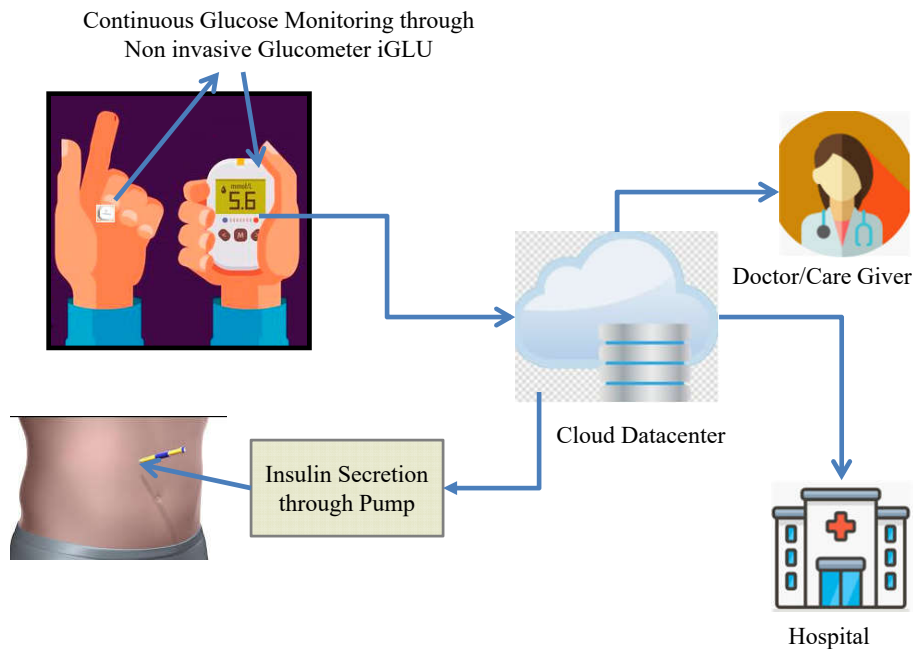 Continuous Glucose Monitoring through
Non invasive Glucometer iGLU
mmol/L
5.6
M
Doctor/Care Giver
Cloud Datacenter
Insulin Secretion
through Pump
Hospital